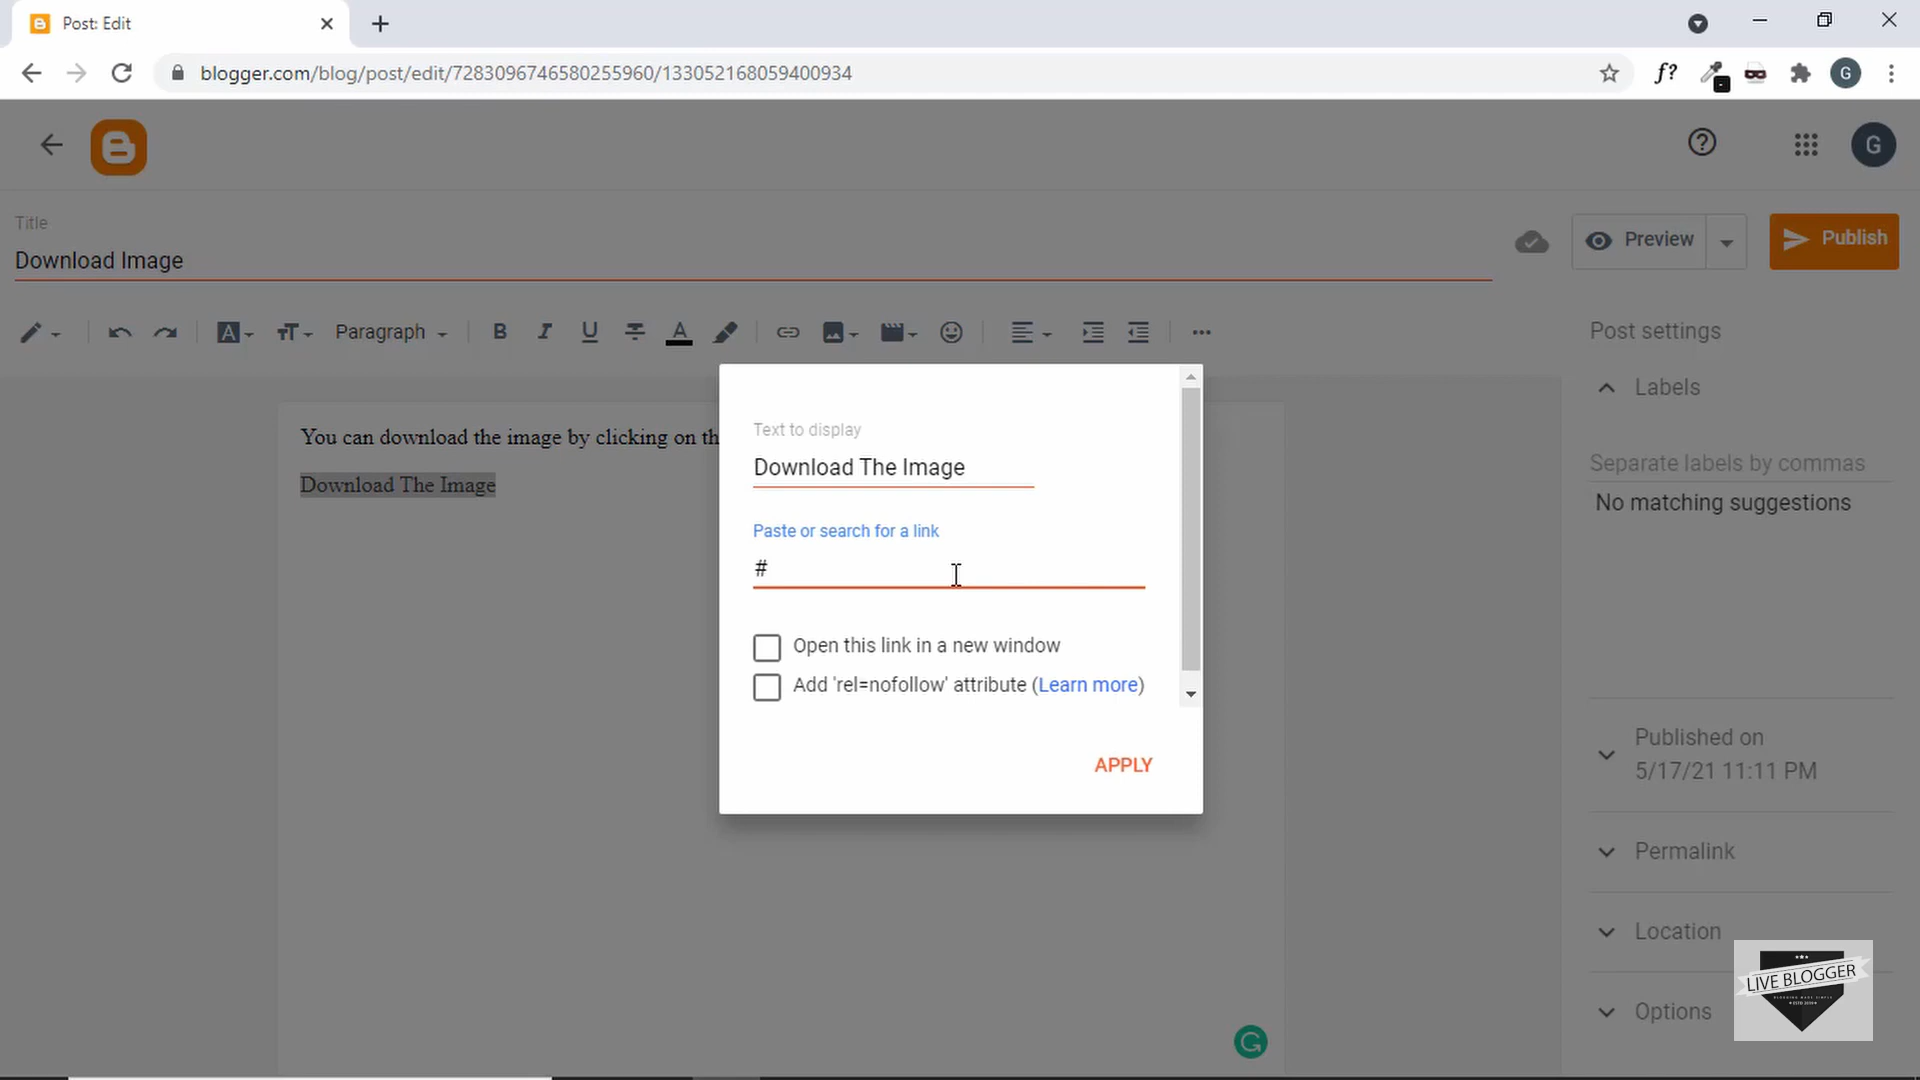 Post: Edit
blogger.com/blog/post/edit/7283096746580255960/133052168059400934
f?
G
G
Title
Download Image
Preview
Publish
Paragraph
B
I
U
A
Post settings
Labels
Separate labels by commas
No matching suggestions
You can download the image by clicking on th
Download The Image
Text to display
Download The Image
Paste or search for a link
#
Open this link in a new window
Add 'rel=nofollow' attribute (Learn more)
APPLY
Published on
5/17/21 11:11 PM
Permalink
Location
Options
LIVE BLOGGER